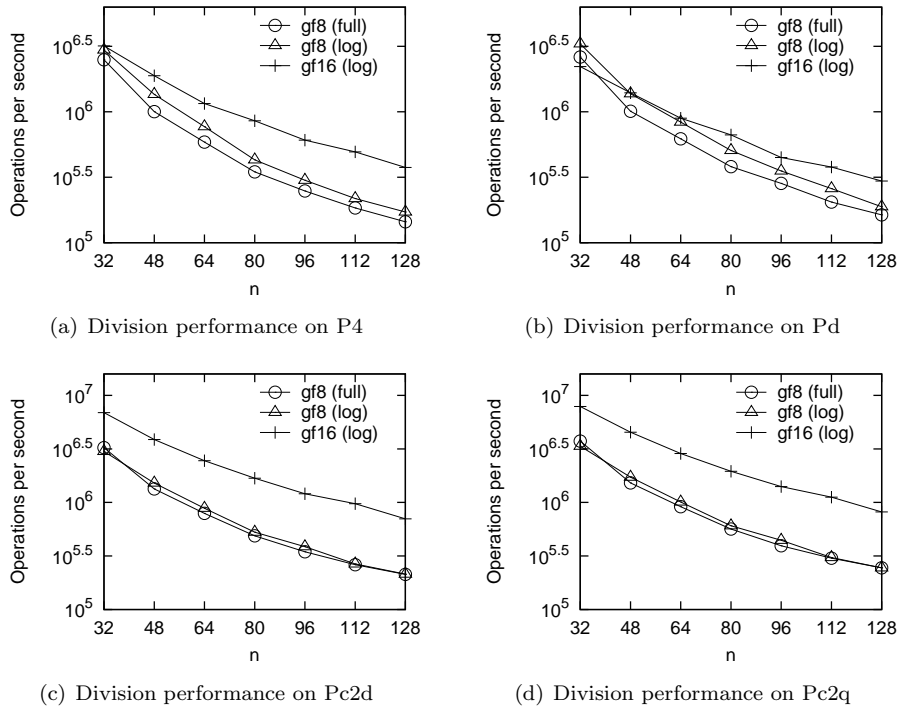 gf8 (full)
gf8 (log)
gf16 (log)
Operations per second
10^6.5
10^6
10^5.5
10^5
32 48 64 80 96 112 128
n
(a) Division performance on P4
gf8 (full)
gf8 (log)
gf16 (log)
Operations per second
10^6.5
10^6
10^5.5
10^5
32 48 64 80 96 112 128
n
(b) Division performance on Pd
gf8 (full)
gf8 (log)
gf16 (log)
Operations per second
10^7
10^6.5
10^6
10^5.5
10^5
32 48 64 80 96 112 128
n
(c) Division performance on Pc2d
gf8 (full)
gf8 (log)
gf16 (log)
Operations per second
10^7
10^6.5
10^6
10^5.5
10^5
32 48 64 80 96 112 128
n
(d) Division performance on Pc2q